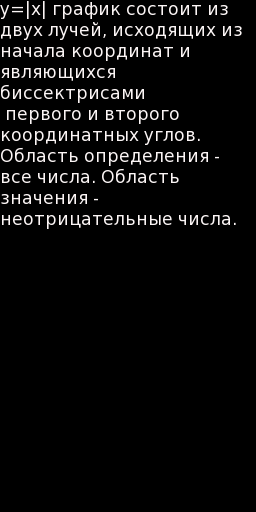 y=|x| график состоит из
двух лучей, исходящих из
начала координат и
являющихся
биссектрисами
первого и второго
координатных углов.
Область определения -
все числа. Область
значения -
неотрицательные числа.